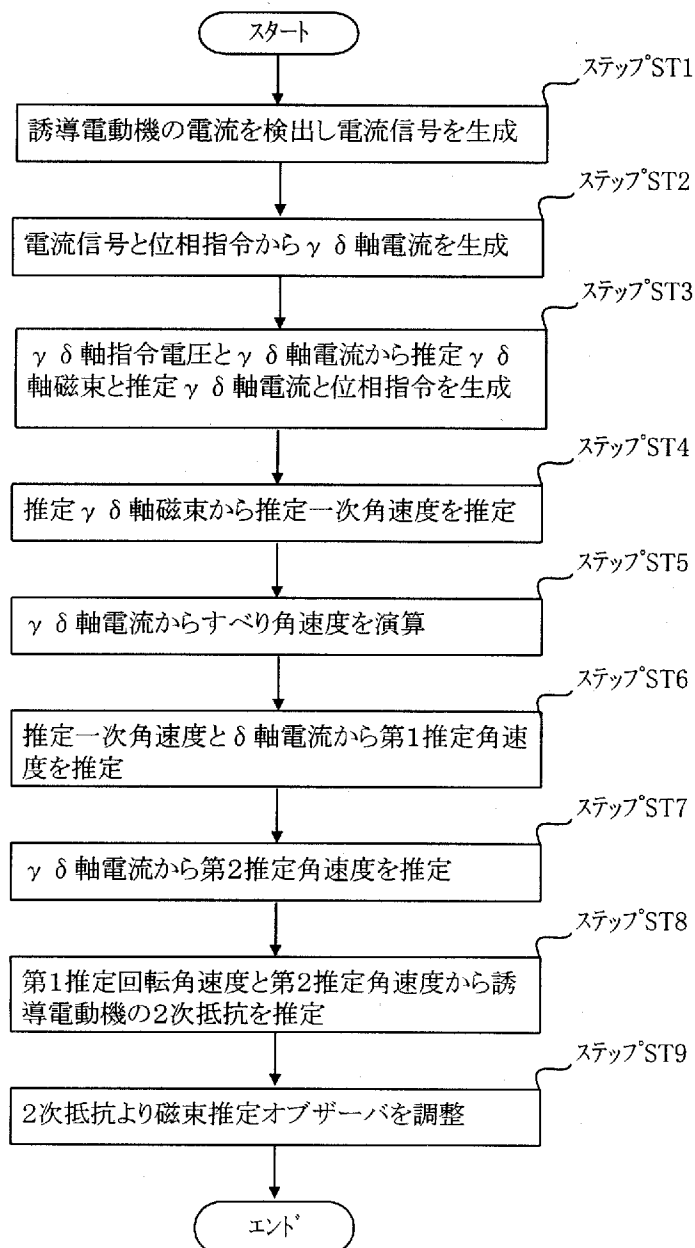 スタート
ステップST1
誘導電動機の電流を検出し電流信号を生成
ステップST2
電流信号と位相指令からγ δ軸電流を生成
ステップST3
γ δ軸指令電圧とγ δ軸電流から推定γ δ
軸磁束と推定γ δ軸電流と位相指令を生成
ステップST4
推定γ δ軸磁束から推定一次角速度を推定
ステップST5
γ δ軸電流からすべり角速度を演算
ステップST6
推定一次角速度とδ軸電流から第1推定角速
度を推定
ステップST7
γ δ軸電流から第2推定角速度を推定
ステップST8
第1推定回転角速度と第2推定角速度から誘
導電動機の2次抵抗を推定
ステップST9
2次抵抗より磁束推定オブザーバを調整
エンド